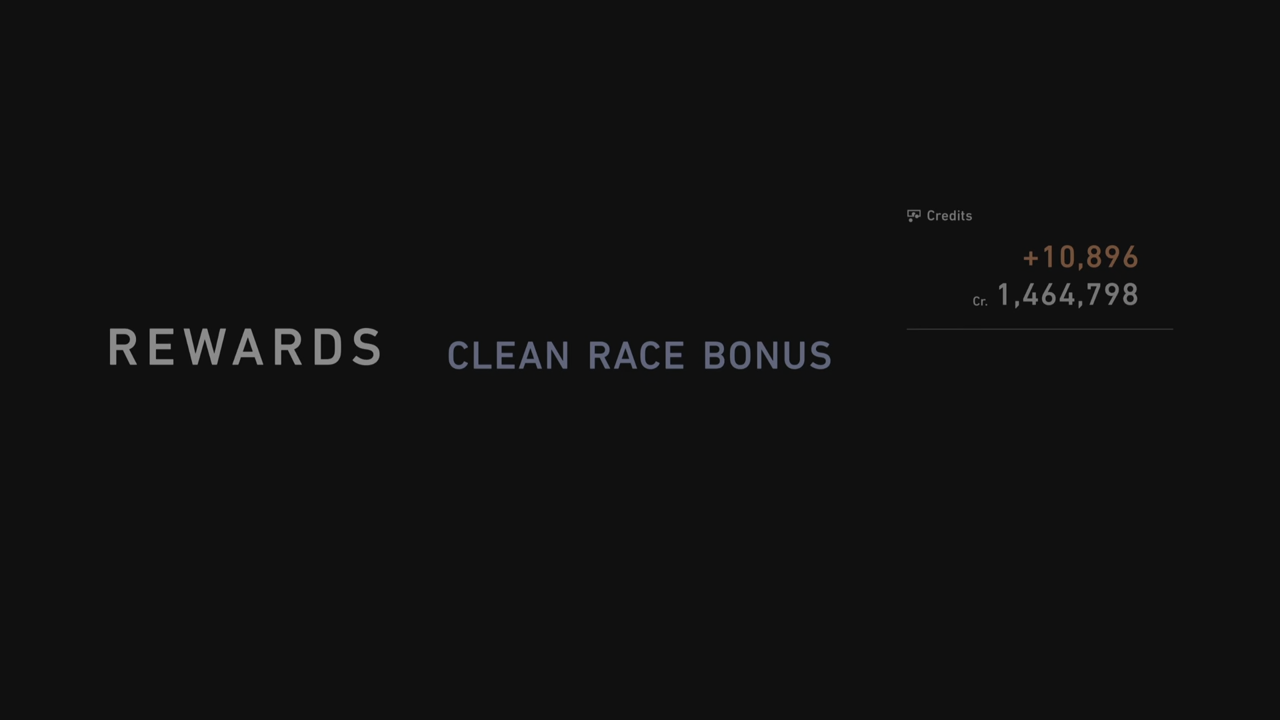 REWARDS
CLEAN RACE BONUS
Credits
+10,896
Cr. 1,464,798